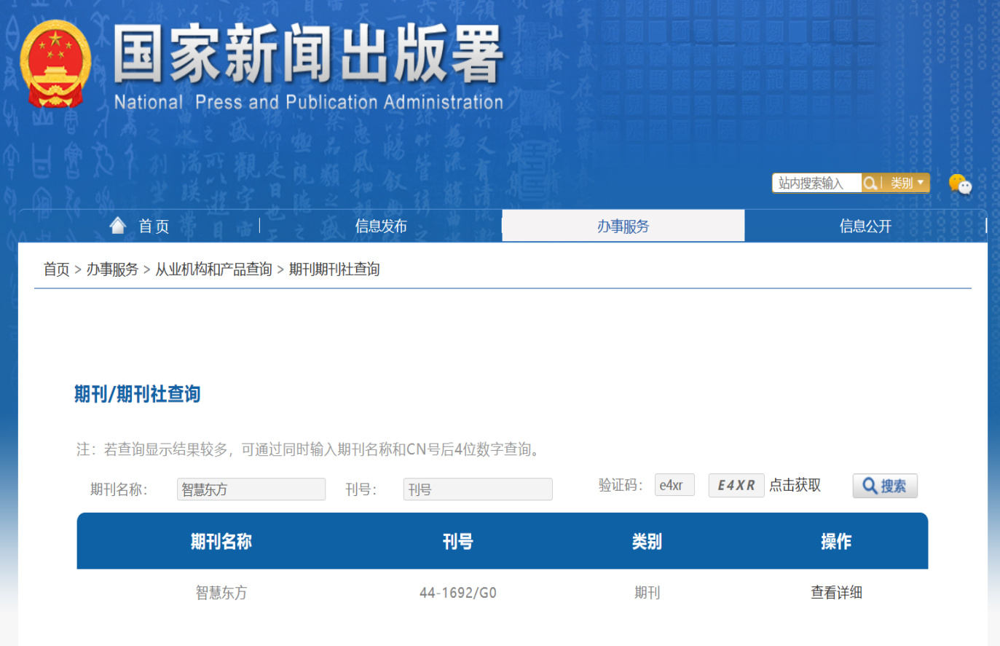 国家新闻出版署
National Press and Publication Administration
站内搜索输入 类别
首页 信息发布 办事服务 信息公开
首页 > 办事服务 > 从业机构和产品查询 > 期刊期刊社查询
期刊/期刊社查询
注：若查询显示结果较多，可通过同时输入期刊名称和CN号后4位数字查询。
期刊名称： 智慧东方 刊号： 刊号 验证码： e4xr E4XR 点击获取 搜索
期刊名称 刊号 类别 操作
智慧东方 44-1692/G0 期刊 查看详细